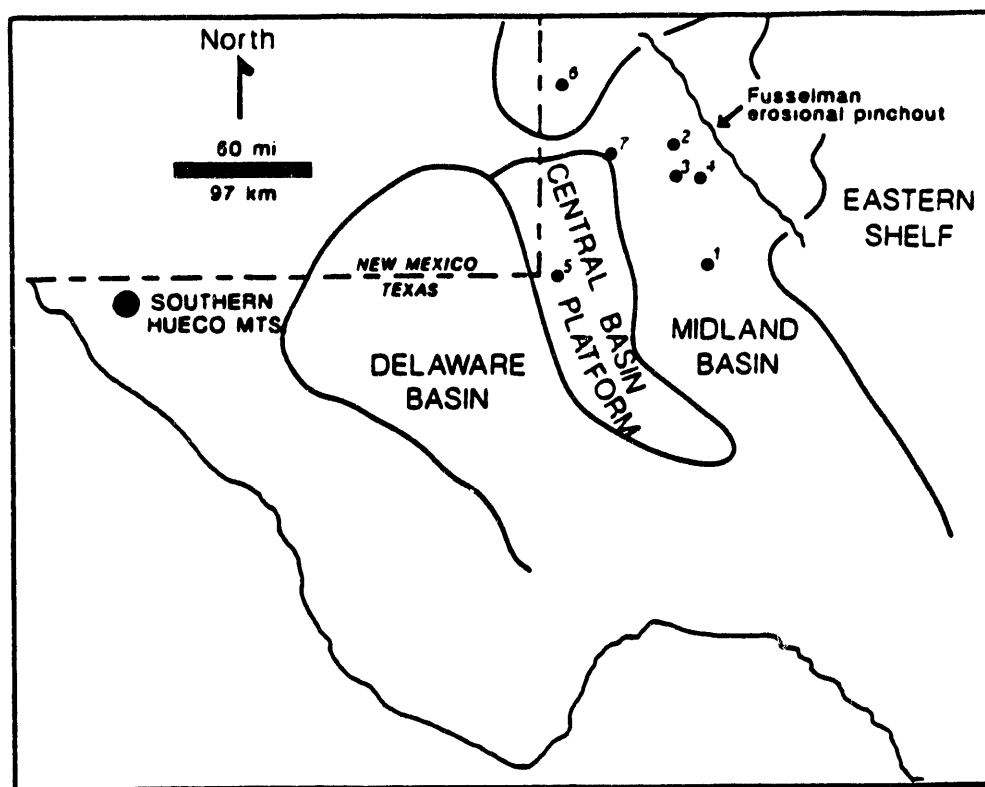 North
60 mi
97 km
6
Fusselman
erosional pinchout
2
7
3
4
EASTERN
SHELF
CENTRAL BASIN
PLATFORM
1
5
NEW MEXICO
TEXAS
SOUTHERN
HUECO MTS.
MIDLAND
BASIN
DELAWARE
BASIN